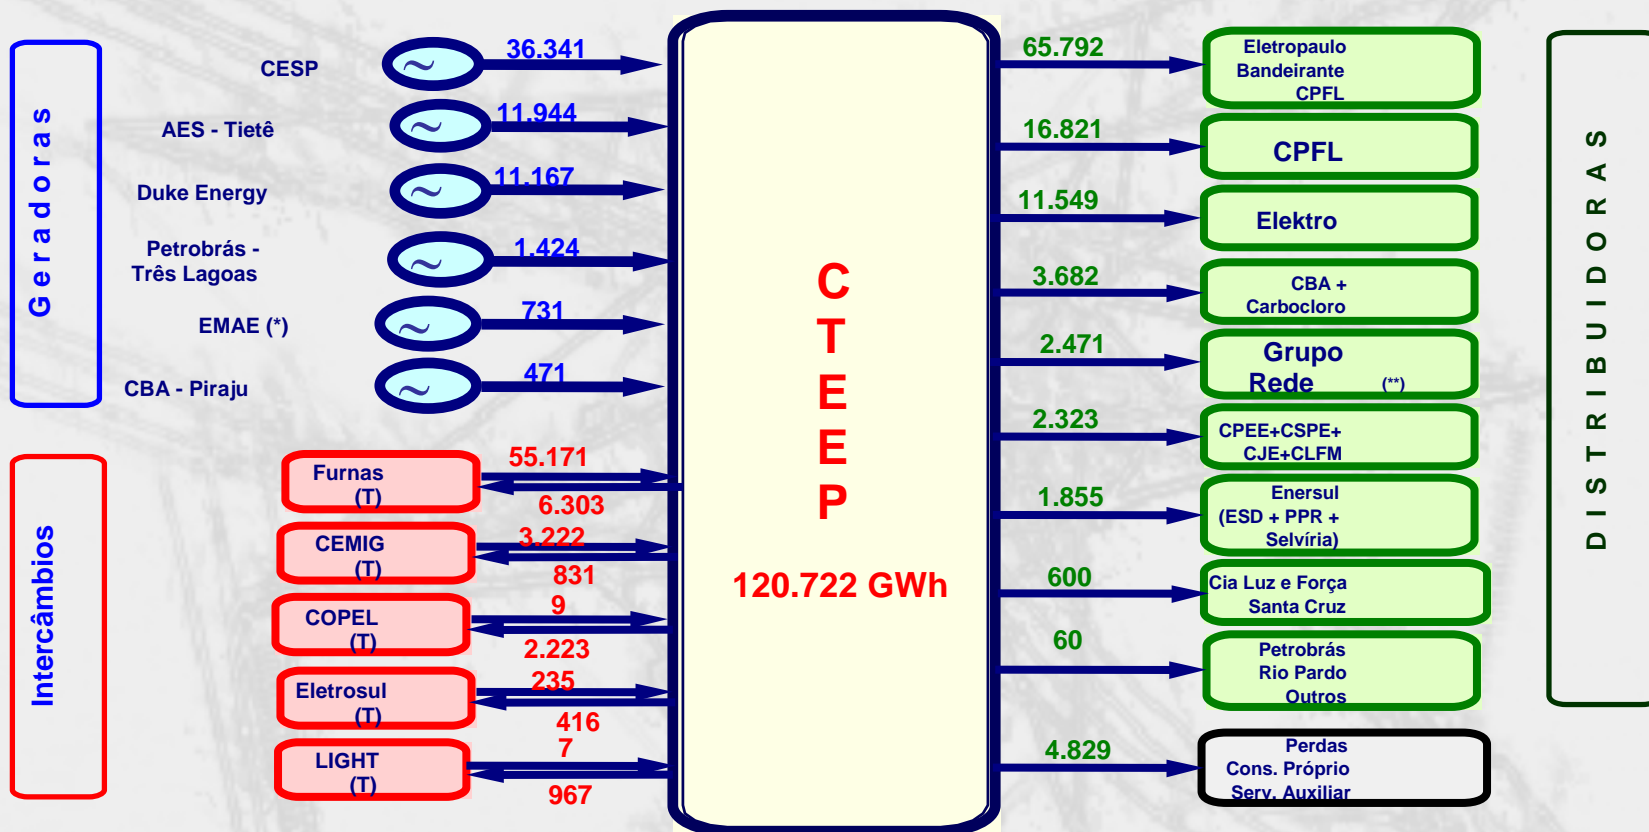 Geradoras
CESP
36.341
AES - Tietê
11.944
Duke Energy
11.167
Petrobrás -
Três Lagoas
1.424
EMAE (*)
731
CBA - Piraju
471
Intercâmbios
Furnas
(T)
55.171
6.303
CEMIG
(T)
3.222
831
COPEL
(T)
9
2.223
Eletrosul
(T)
235
416
LIGHT
(T)
7
967
CTEEP
120.722 GWh
65.792
Eletropaulo
Bandeirante
CPFL
16.821
CPFL
11.549
Elektro
3.682
CBA +
Carbocloro
2.471
Grupo
Rede (**)
2.323
CPEE+CSPE+
CJE+CLFM
1.855
Enersul
(ESD + PPR +
Selvíria)
600
Cia Luz e Força
Santa Cruz
60
Petrobrás
Rio Pardo
Outros
4.829
Perdas
Cons. Próprio
Serv. Auxiliar
DISTRIBUIDORAS